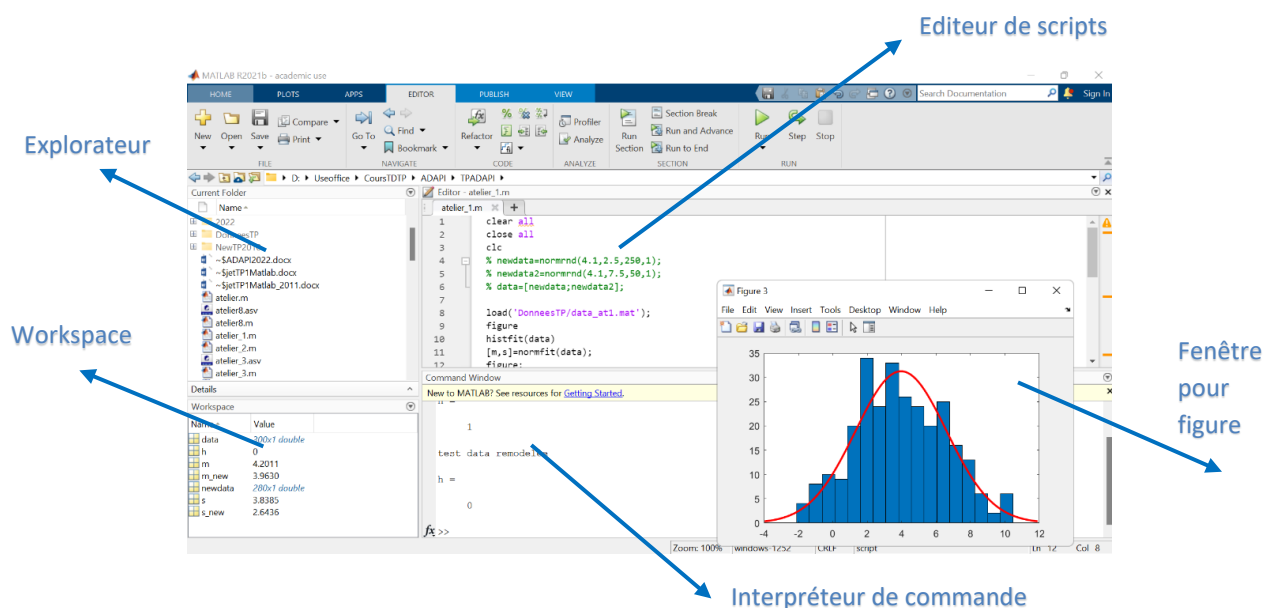 Editeur de scripts
MATLAB R2021b - academic use
HOME PLOTS APPS EDITOR PUBLISH VIEW Search Documentation Sign In
New Open Save Compare Print Go To Find Bookmark Refactor Profiler Analyze Run Section Section Break Run and Advance Run to End Run Step Stop
FILE NAVIGATE CODE ANALYZE SECTION RUN
D: Useoffice CoursTDTP ADAPI TPADAPI
Explorateur
Current Folder
Name
2022
DonneesTP
~$ADAPI2022.docx
~$jetTP1Matlab.docx
~$jetTP1Matlab_2011.docx
atelier.m
atelier8.asv
atelier8.m
atelier_1.m
atelier_2.m
atelier_3.asv
atelier_3.m
Details
Workspace
Workspace
Name Value
data 300x1 double
h 0
m 4.2011
m_new 3.9630
newdata 280x1 double
s 3.8385
s_new 2.6436
Editor - atelier_1.m
atelier_1.m
1 clear all
2 close all
3 clc
4 % newdata=normrnd(4.1,2.5,250,1);
5 % newdata2=normrnd(4.1,7.5,50,1);
6 % data=[newdata;newdata2];
7
8 load('DonneesTP/data_at1.mat');
9 figure
10 histfit(data)
11 [m,s]=normfit(data);
12 figure;
Command Window
New to MATLAB? See resources for Getting Started.
h =
1
test data remodelée
h =
0
fx >>
Figure 3
File Edit View Insert Tools Desktop Window Help
35
30
25
20
15
10
5
0
-4 -2 0 2 4 6 8 10 12
Fenêtre
pour
figure
Zoom: 100% windows-1252 CRLF script Ln 12 Col 8
Interpréteur de commande